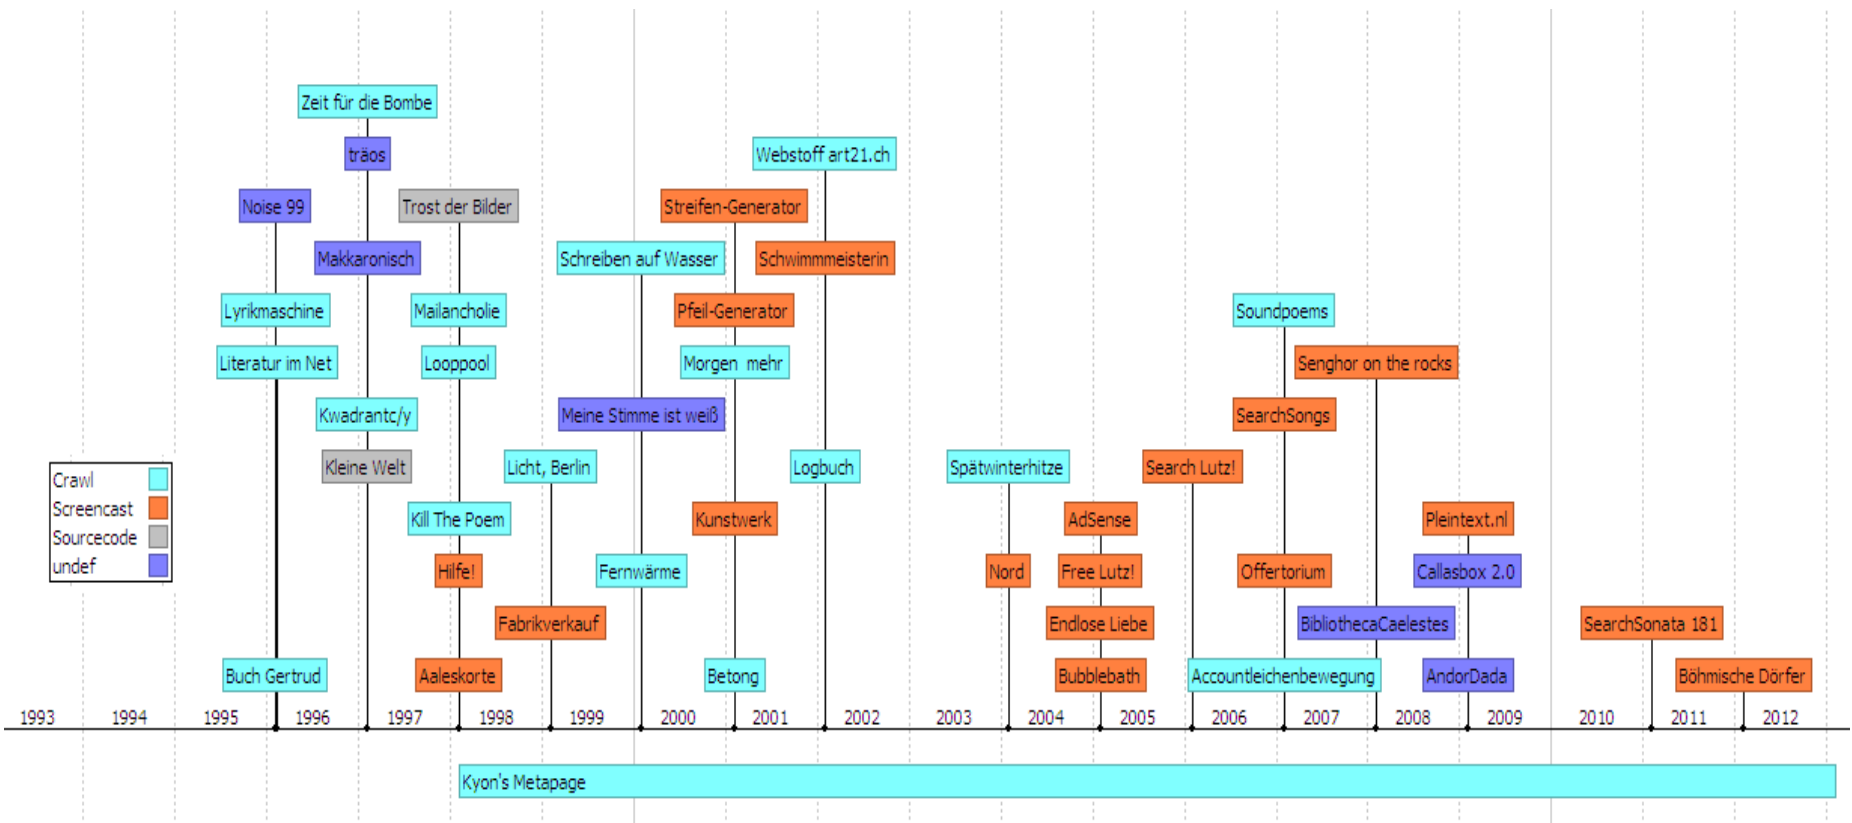 Zeit für die Bombe
träos
Webstoff art21.ch
Noise 99
Trost der Bilder
Streifen-Generator
Makkaronisch
Schreiben auf Wasser
Schwimmmeisterin
Lyrikmaschine
Mailancholie
Pfeil-Generator
Soundpoems
Literatur im Net
Looppool
Morgen mehr
Senghor on the rocks
Kwadrantc/y
Meine Stimme ist weiß
SearchSongs
Kleine Welt
Licht, Berlin
Logbuch
Spätwinterhitze
Search Lutz!
Crawl
Screencast
Sourcecode
undef
Kill The Poem
Kunstwerk
AdSense
Pleintext.nl
Hilfe!
Fernwärme
Nord
Free Lutz!
Offertorium
Callasbox 2.0
Fabrikverkauf
Endlose Liebe
BibliothecaCaelestes
SearchSonata 181
Buch Gertrud
Aaleskorte
Betong
Bubblebath
Accountleichenbewegung
AndorDada
Böhmische Dörfer
1993 1994 1995 1996 1997 1998 1999 2000 2001 2002 2003 2004 2005 2006 2007 2008 2009 2010 2011 2012
Kyon's Metapage